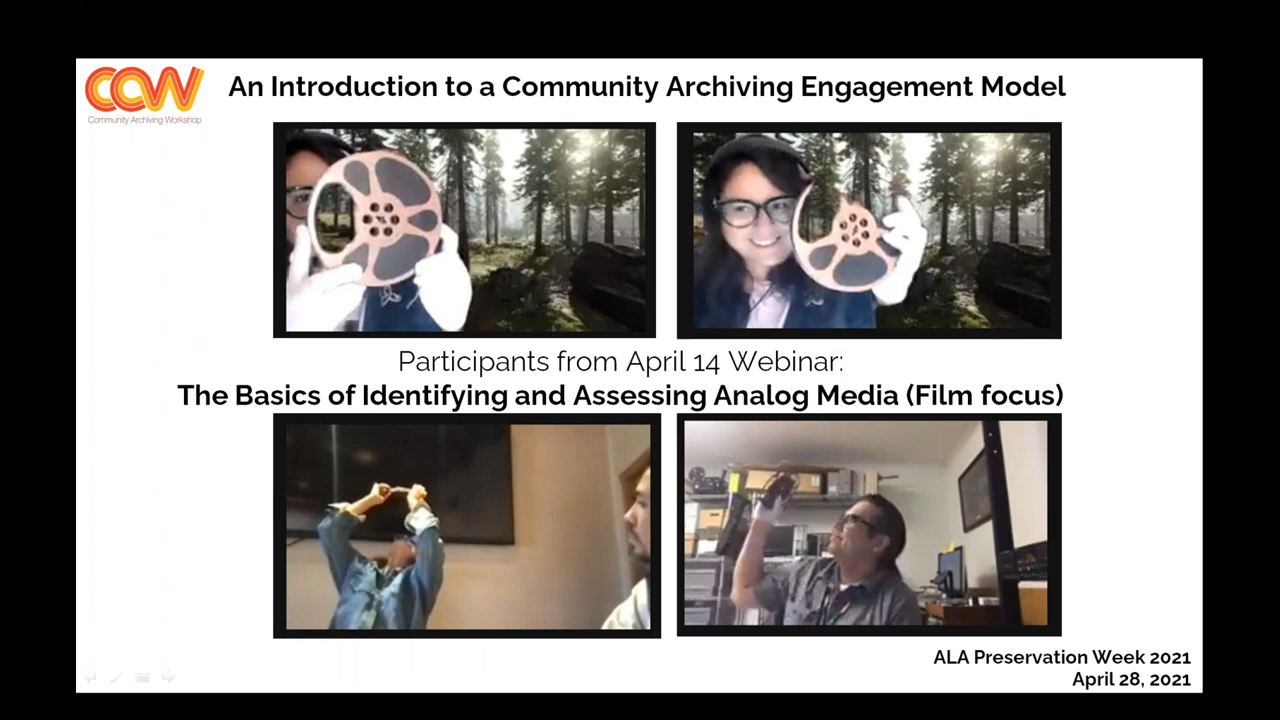 CAW
Community Archiving Workshop
An Introduction to a Community Archiving Engagement Model
Participants from April 14 Webinar:
The Basics of Identifying and Assessing Analog Media (Film focus)
ALA Preservation Week 2021
April 28, 2021